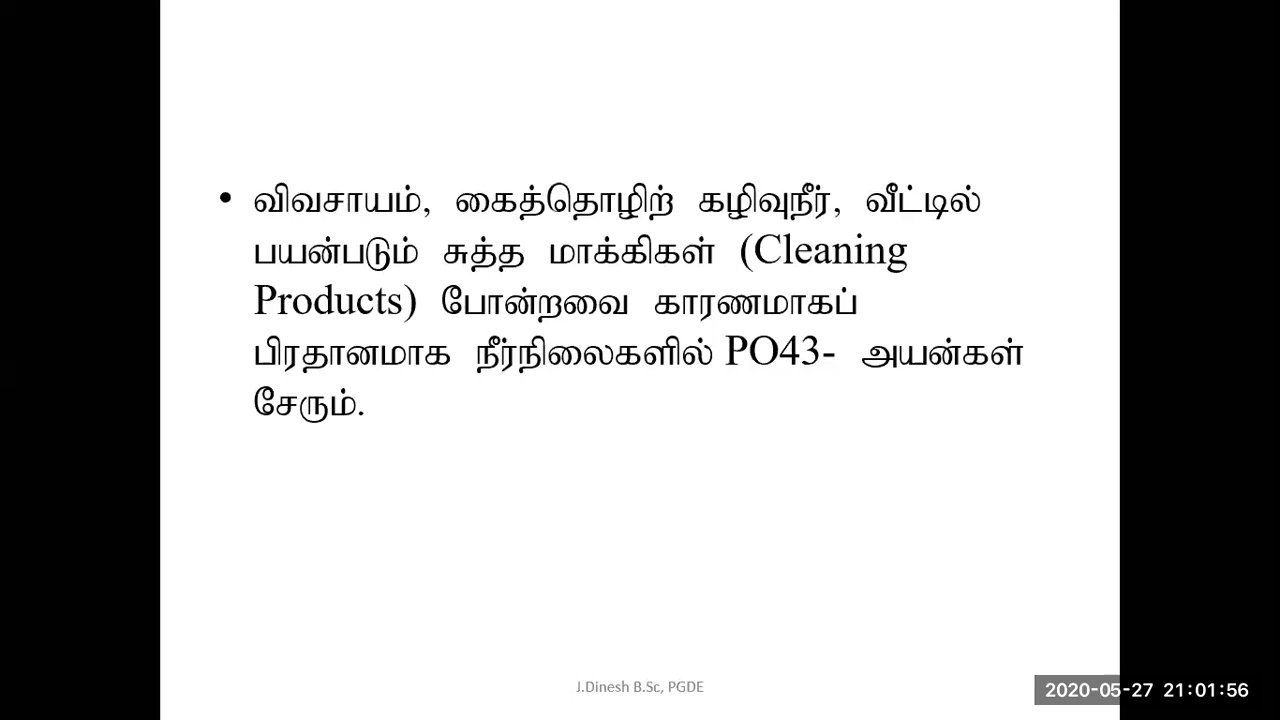 • விவசாயம், கைத்தொழிற் கழிவுநீர், வீட்டில்
பயன்படும் சுத்த மாக்கிகள் (Cleaning
Products) போன்றவை காரணமாகப்
பிரதானமாக நீர்நிலைகளில் PO43- அயன்கள்
சேரும்.
J.Dinesh B.Sc, PGDE
2020-05-27 21:01:56